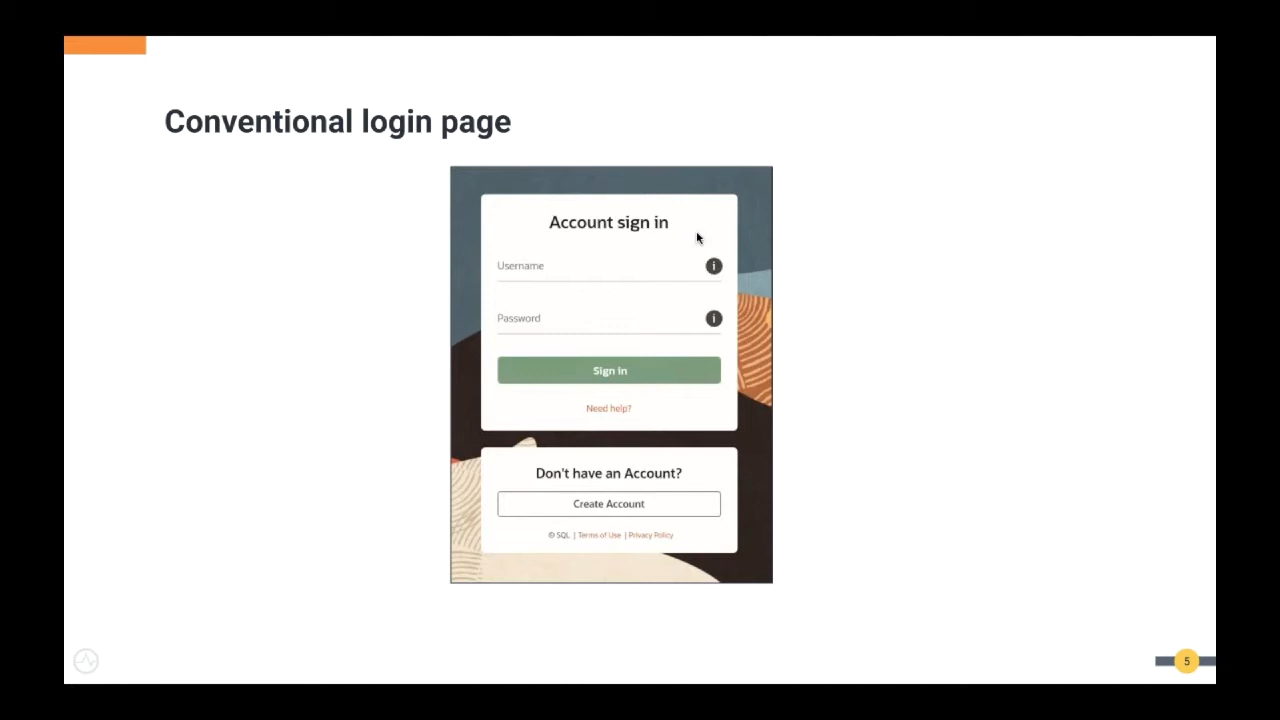 Conventional login page
Account sign in
Username
Password
Sign in
Need help?
Don't have an Account?
Create Account
© SQL | Terms of Use | Privacy Policy
5